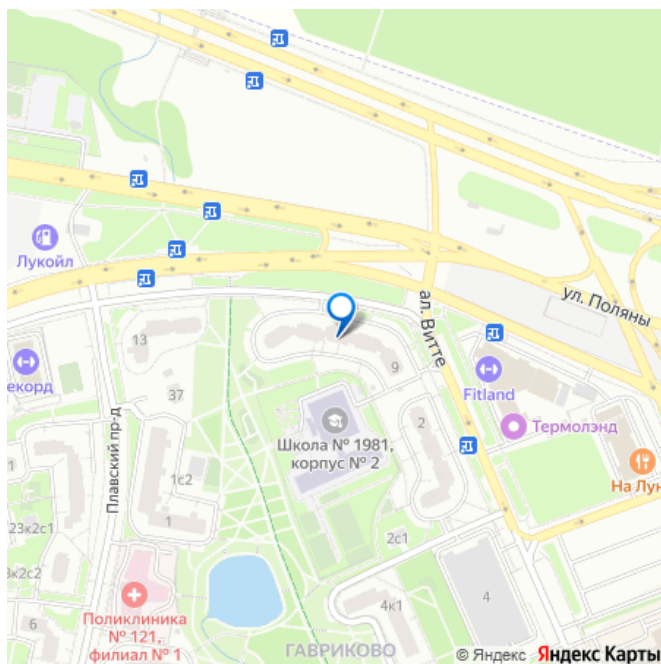 Лукойл
ул. Поляны
ал. Витте
13
екорд
37
9
Fitland
Плавский пр-д
2
Термолэнд
Школа № 1981,
корпус № 2
На Лун
1с2
23к2с1
1
2с1
3к2с2
Поликлиника
№ 121,
филиал № 1
4к1
4
6
ГАВРИКОВО
© Яндекс Яндекс Карты